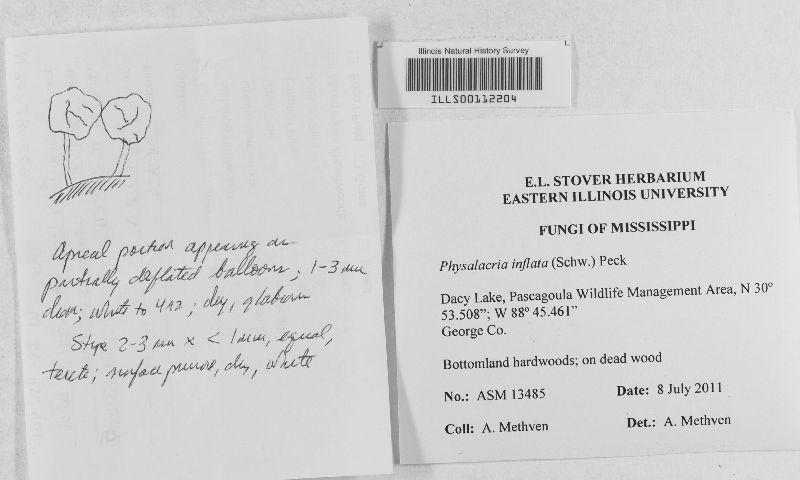 Apical portion appearing as
partially deflated balloons; 1-3 mm
diam; white to 4A2; dry, glabrous
Stipe 2-3 mm x < 1 mm, equal,
terete; surface pruinose, dry, white
Illinois Natural History Survey
ILLS00112204
E.L. STOVER HERBARIUM
EASTERN ILLINOIS UNIVERSITY
FUNGI OF MISSISSIPPI
Physalacria inflata (Schw.) Peck
Dacy Lake, Pascagoula Wildlife Management Area, N 30º
53.508”; W 88º 45.461”
George Co.
Bottomland hardwoods; on dead wood
No.: ASM 13485 Date: 8 July 2011
Coll: A. Methven Det.: A. Methven